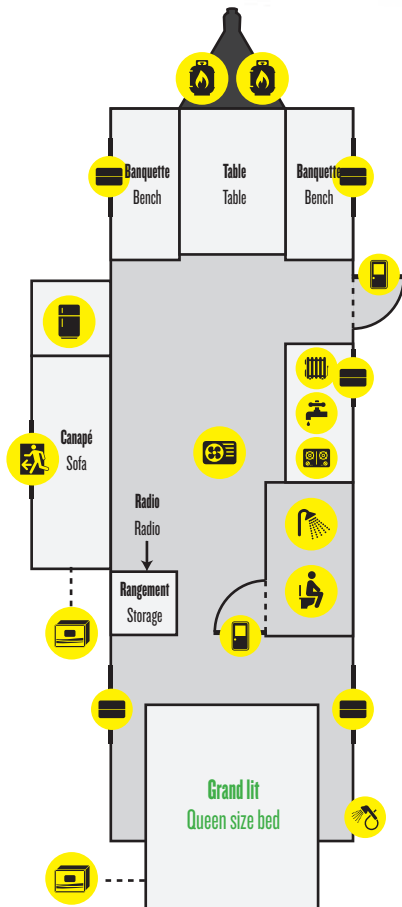 Banquette
Bench
Table
Table
Banquette
Bench
Canapé
Sofa
Radio
Radio
Rangement
Storage
Grand lit
Queen size bed